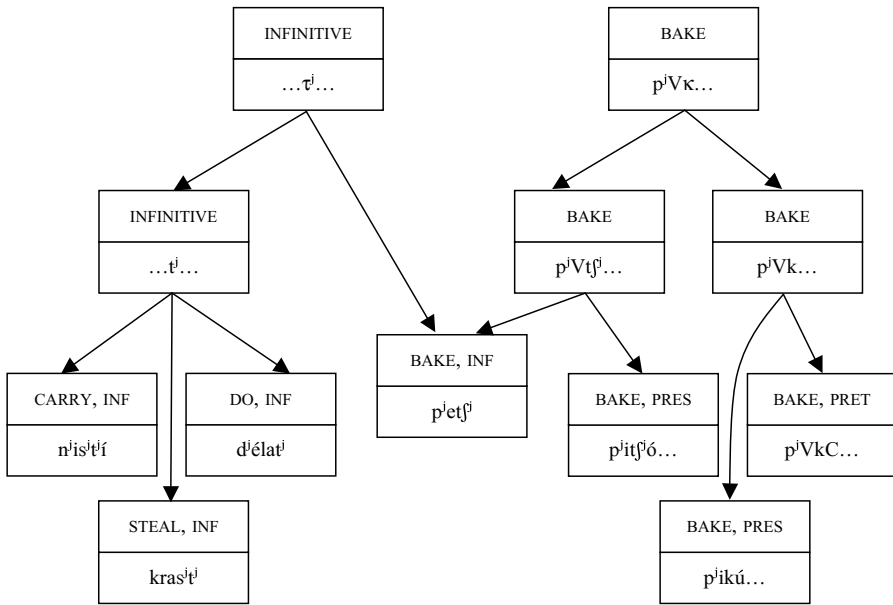 INFINITIVE
…τʲ…
BAKE
pʲVκ…
INFINITIVE
…tʲ…
BAKE
pʲVtʃʲ…
BAKE
pʲVk…
CARRY, INF
nʲisʲtʲí
DO, INF
dʲélatʲ
BAKE, INF
pʲetʃʲ
BAKE, PRES
pʲitʃʲó…
BAKE, PRET
pʲVkC…
STEAL, INF
krasʲtʲ
BAKE, PRES
pʲikú…